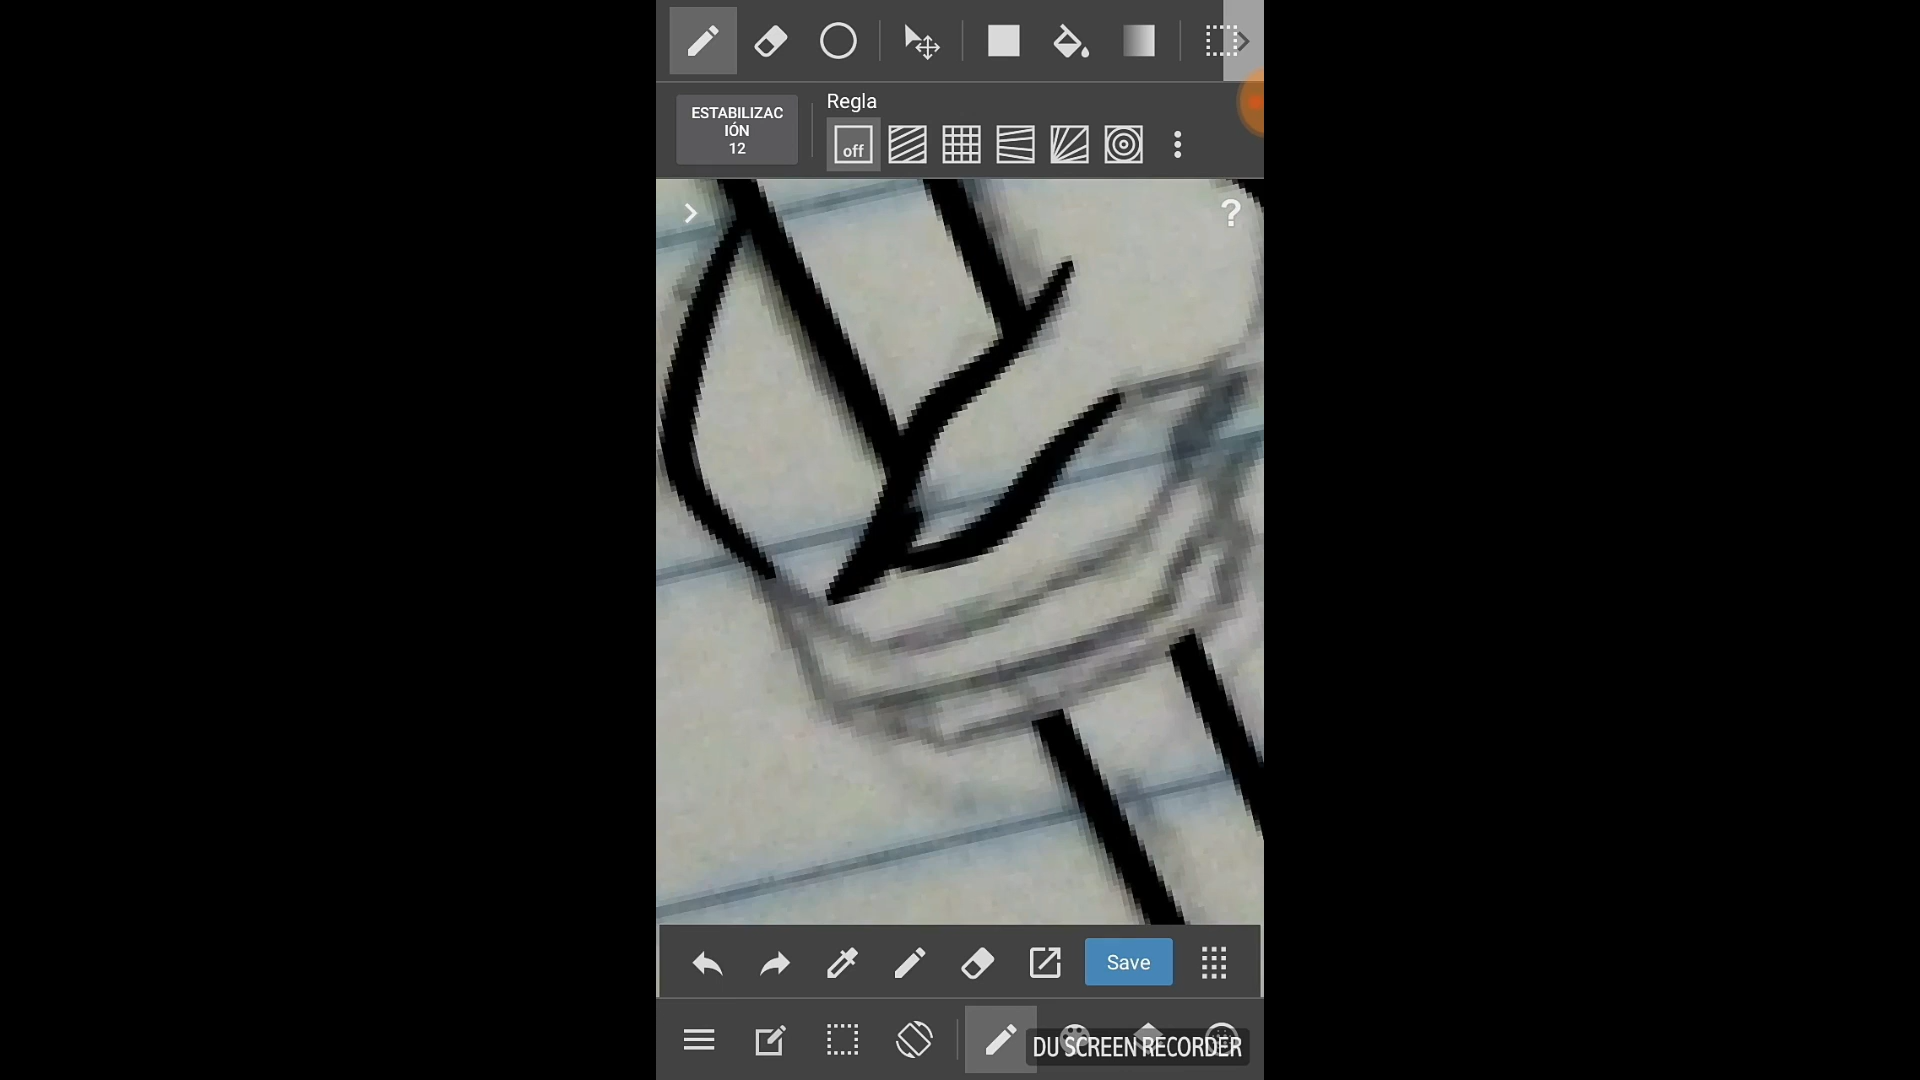 Regla
ESTABILIZAC
IÓN
12
off
?
Save
DU SCREEN RECORDER